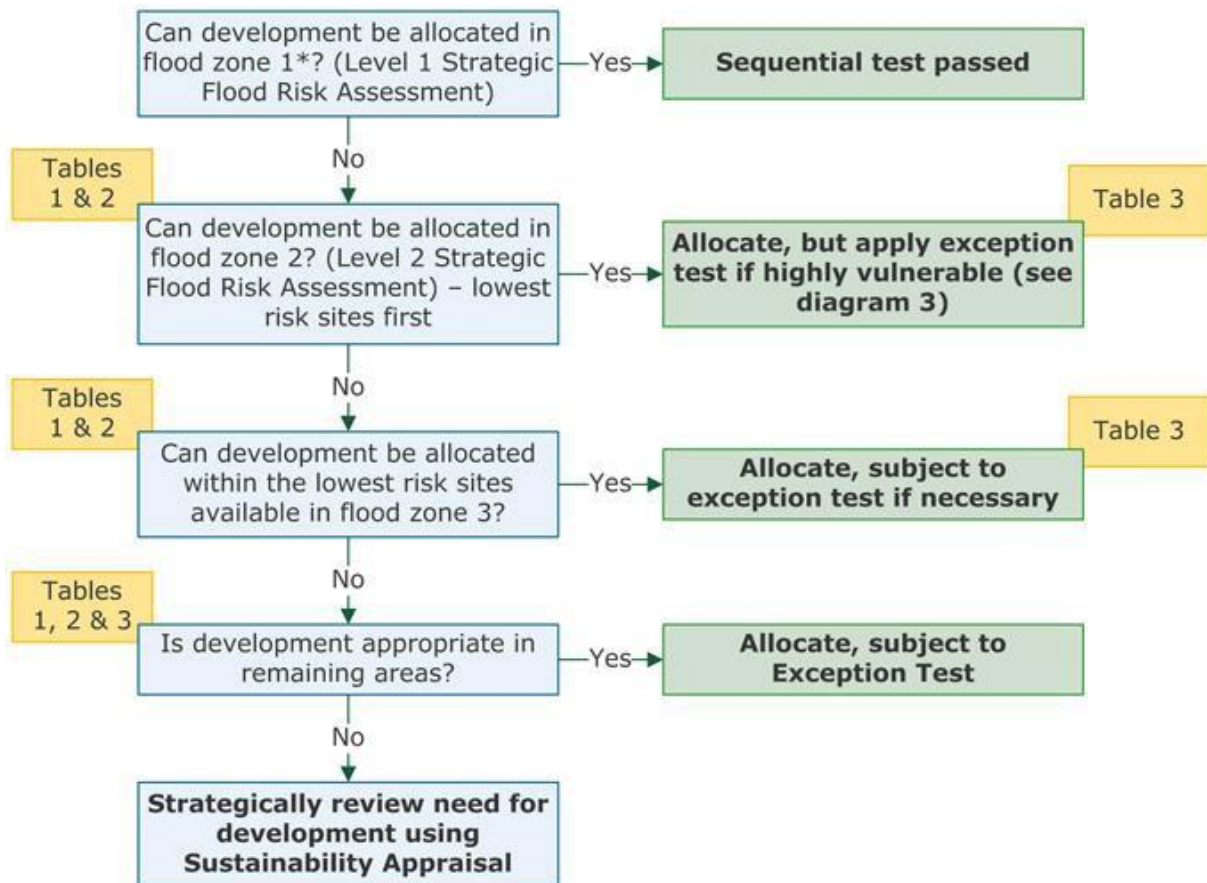 Can development be allocated in
flood zone 1*? (Level 1 Strategic
Flood Risk Assessment)
Yes
Sequential test passed
No
Tables
1 & 2
Can development be allocated in
flood zone 2? (Level 2 Strategic
Flood Risk Assessment) – lowest
risk sites first
Yes
Table 3
Allocate, but apply exception
test if highly vulnerable (see
diagram 3)
No
Tables
1 & 2
Can development be allocated
within the lowest risk sites
available in flood zone 3?
Yes
Table 3
Allocate, subject to
exception test if necessary
No
Tables
1, 2 & 3
Is development appropriate in
remaining areas?
Yes
Allocate, subject to
Exception Test
No
Strategically review need for
development using
Sustainability Appraisal